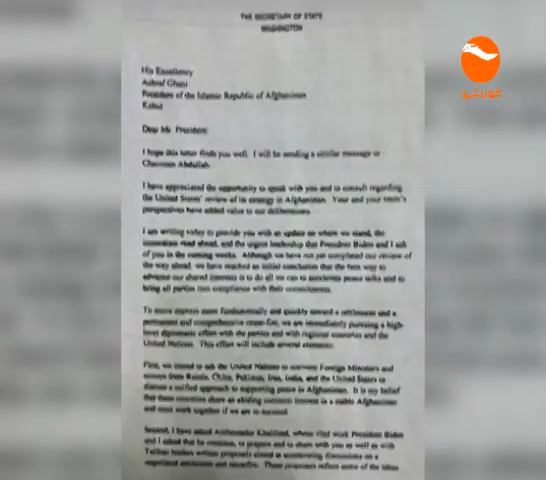 THE SECRETARY OF STATE
WASHINGTON
خورشید
His Excellency
Ashraf Ghani
President of the Islamic Republic of Afghanistan
Kabul
Dear Mr. President:
I hope this letter finds you well. I will be sending a similar message to
Chairman Abdullah.
I have appreciated the opportunity to speak with you and to consult regarding
the United States' review of its strategy in Afghanistan. Your and your team's
perspectives have added value to our deliberations.
I am writing today to provide you with an update on where we stand, the
immediate road ahead, and the urgent leadership that President Biden and I ask
of you in the coming weeks. Although we have not yet completed our review of
the way ahead, we have reached an initial conclusion that the best way to
advance our shared interests is to do all we can to accelerate peace talks and to
bring all parties into compliance with their commitments.
To move matters more fundamentally and quickly toward a settlement and a
permanent and comprehensive cease-fire, we are immediately pursuing a high-
level diplomatic effort with the parties and with regional countries and the
United Nations. This effort will include several elements.
First, we intend to ask the United Nations to convene Foreign Ministers and
envoys from Russia, China, Pakistan, Iran, India, and the United States to
discuss a unified approach to supporting peace in Afghanistan. It is my belief
that these countries share an abiding common interest in a stable Afghanistan
and must work together if we are to succeed.
Second, I have asked Ambassador Khalilzad, whose vital work President Biden
and I asked that he continue, to prepare and to share with you as well as with
Taliban leaders written proposals aimed at accelerating discussions on a
negotiated settlement and ceasefire. These proposals reflect some of the ideas